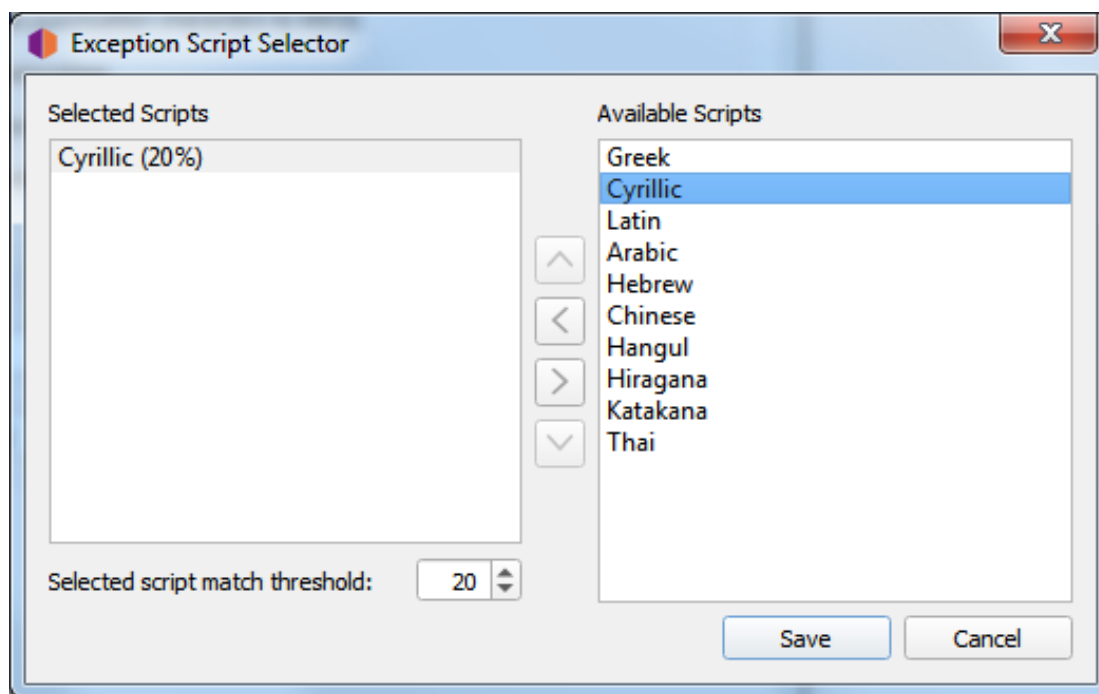 Exception Script Selector
Selected Scripts
Cyrillic (20%)
Selected script match threshold:
20
Available Scripts
Greek
Cyrillic
Latin
Arabic
Hebrew
Chinese
Hangul
Hiragana
Katakana
Thai
Save
Cancel